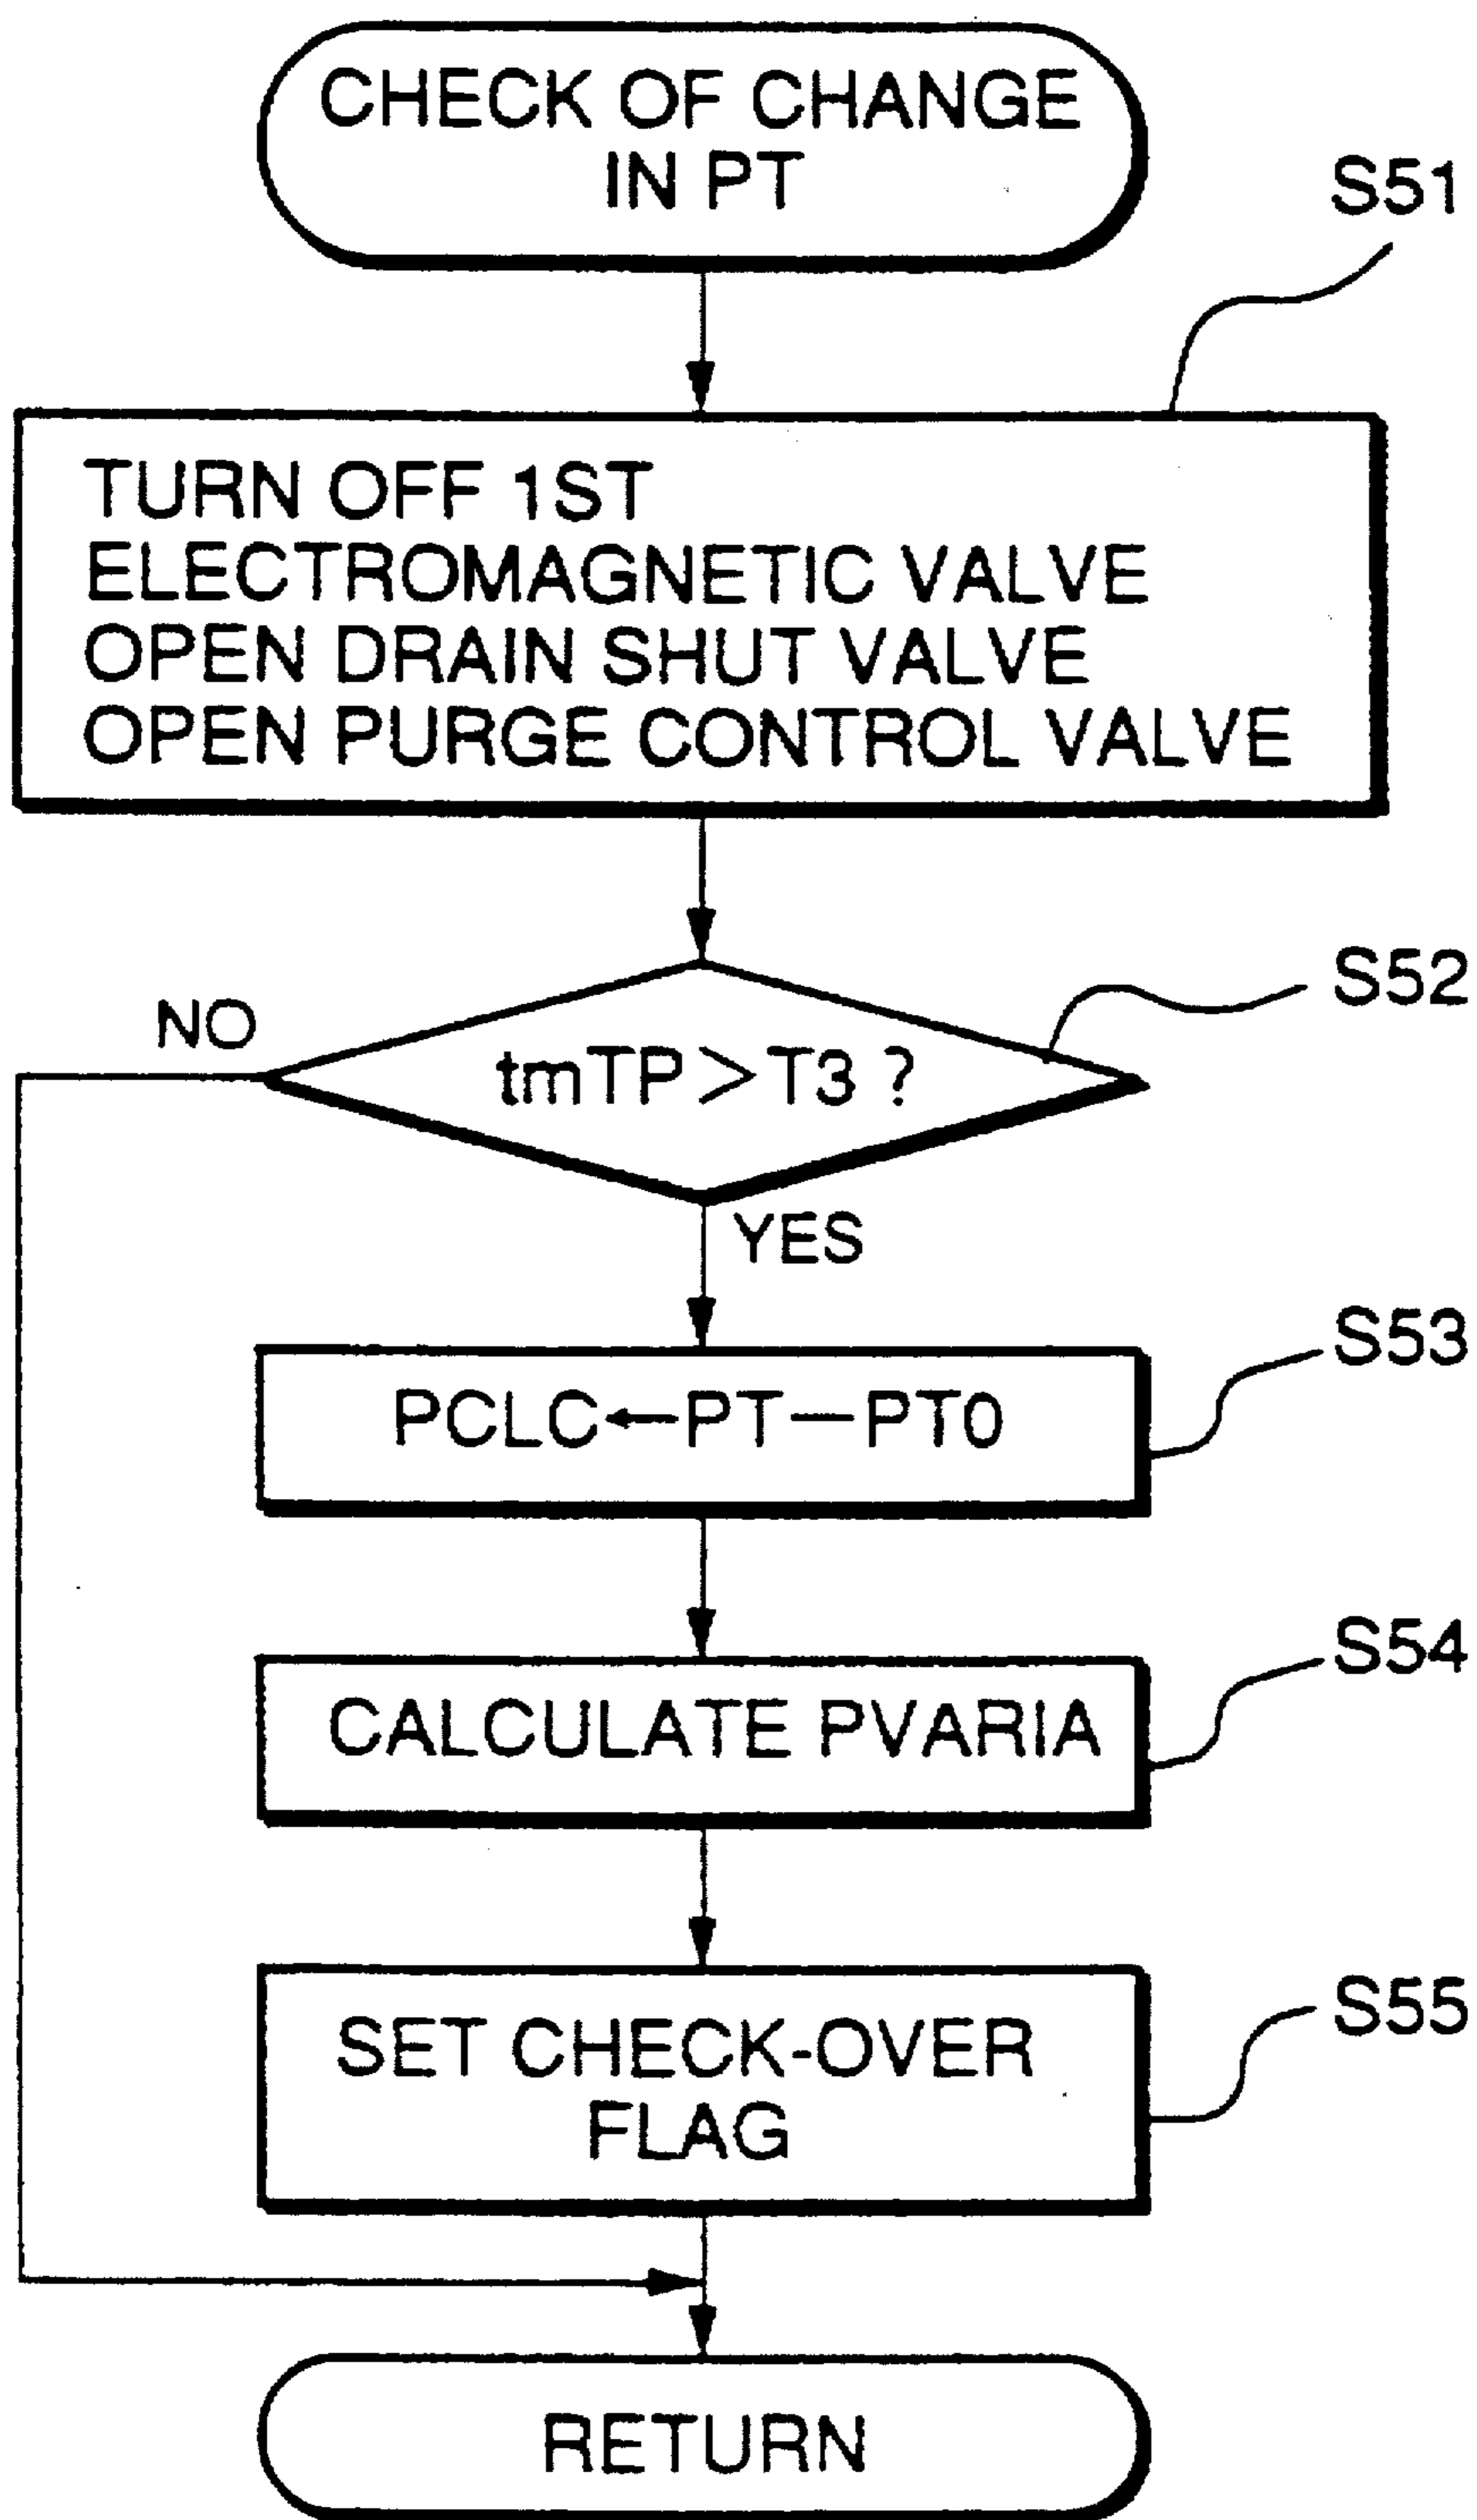 CHECK OF CHANGE
IN PT
S51
TURN OFF 1ST
ELECTROMAGNETIC VALVE
OPEN DRAIN SHUT VALVE
OPEN PURGE CONTROL VALVE
S52
NO
tmTP>T3 ?
YES
S53
PCLC←PT—PT0
S54
CALCULATE PVARIA
S55
SET CHECK-OVER
FLAG
RETURN